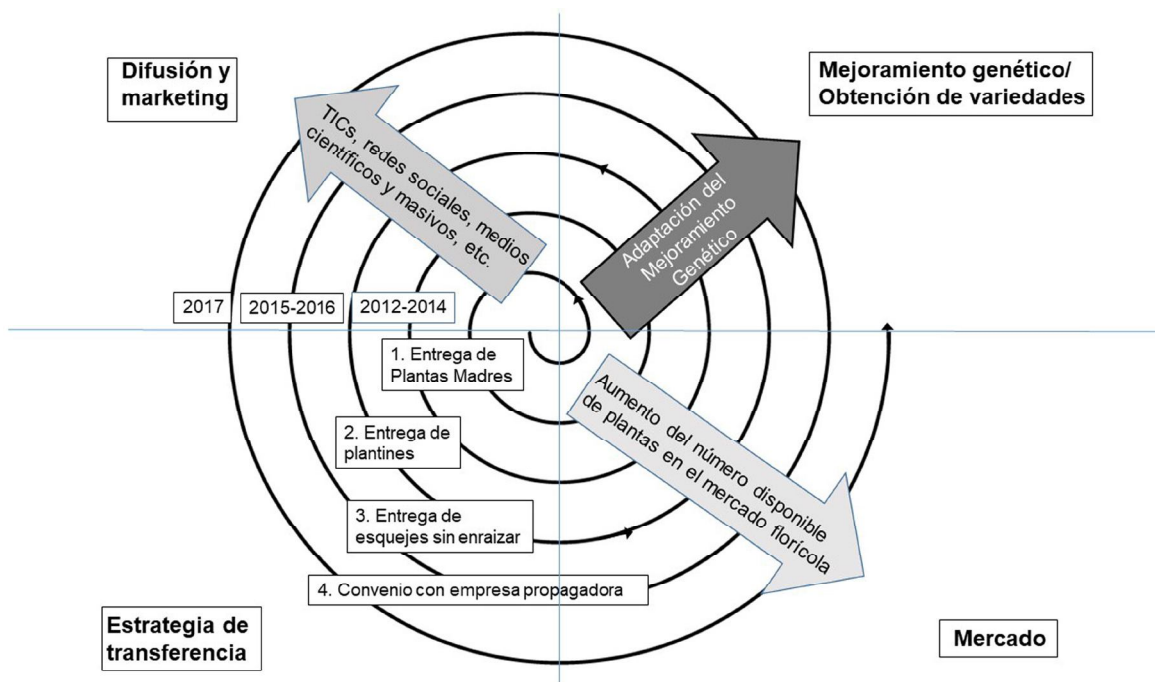 Difusión y
marketing
Mejoramiento genético/
Obtención de variedades
TICs, redes sociales, medios
científicos y masivos, etc.
Adaptación del
Mejoramiento
Genético
2017
2015-2016
2012-2014
1. Entrega de
Plantas Madres
2. Entrega de
plantines
3. Entrega de
esquejes sin enraizar
4. Convenio con empresa propagadora
Aumento del número disponible
de plantas en el mercado florícola
Estrategia de
transferencia
Mercado